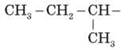 CH₃ – CH₂ – CH –
CH₃